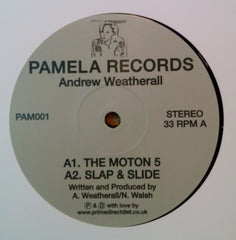 PAMELA RECORDS
Andrew Weatherall
PAM001
STEREO
33 RPM A
A1. THE MOTON 5
A2. SLAP & SLIDE
Written and Produced by
A. Weatherall/N. Walsh
P & D with love by
www.primedirectdist.co.uk